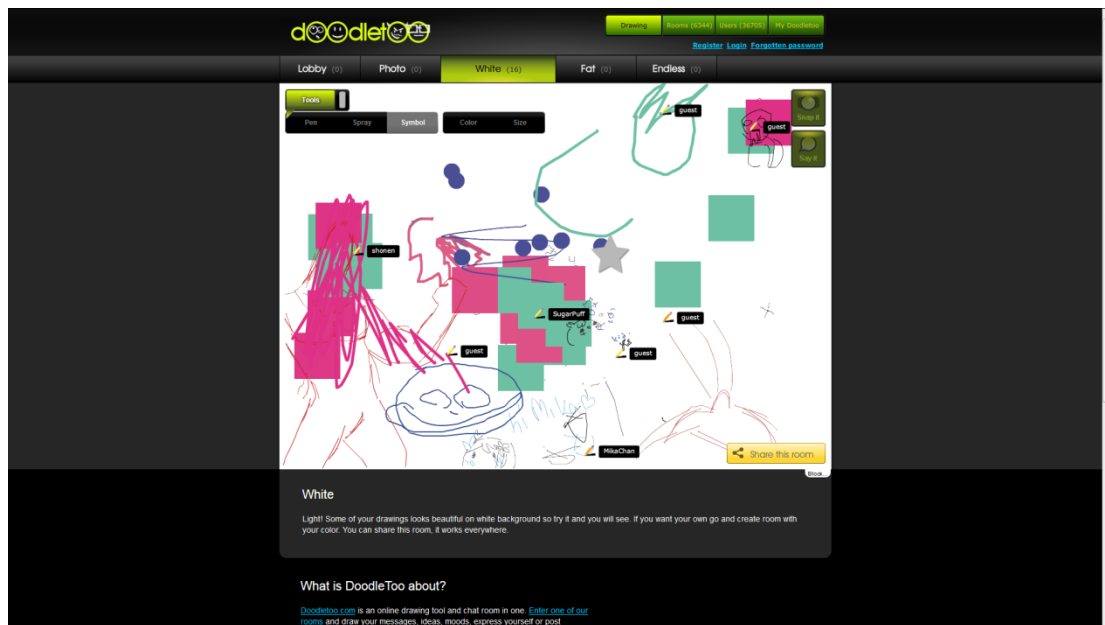 doodletoo
Drawing Rooms (6344) Users (36705) My Doodletoo
Register Login Forgotten password
Lobby (0) Photo (0) White (16) Fat (0) Endless (0)
Tools
Pen Spray Symbol Color Size
Snap it
Say it
guest
guest
shonen
SugarPuff
guest
guest
guest
hi Mika
MikaChan
Share this room
Block
White
Light! Some of your drawings looks beautiful on white background so try it and you will see. If you want your own go and create room with
your color. You can share this room, it works everywhere.
What is DoodleToo about?
Doodletoo.com is an online drawing tool and chat room in one. Enter one of our
rooms and draw your messages, ideas, moods, express yourself or post